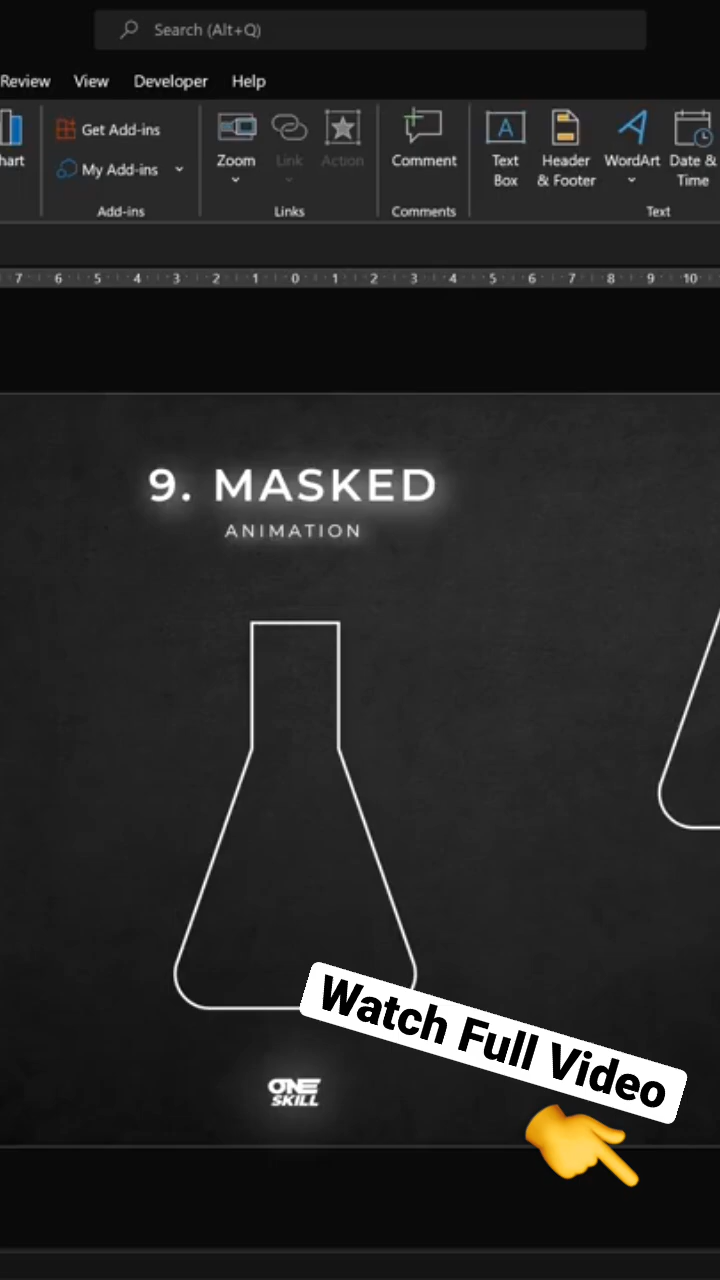 Search (Alt+Q)
Review View Developer Help
hart
Get Add-ins
My Add-ins
Add-ins
Zoom Link Action
Links
Comment
Comments
Text Box
Header & Footer
WordArt
Date & Time
Text
7 6 5 4 3 2 1 0 1 2 3 4 5 6 7 8 9 10
9. MASKED
ANIMATION
Watch Full Video
ONE
SKILL